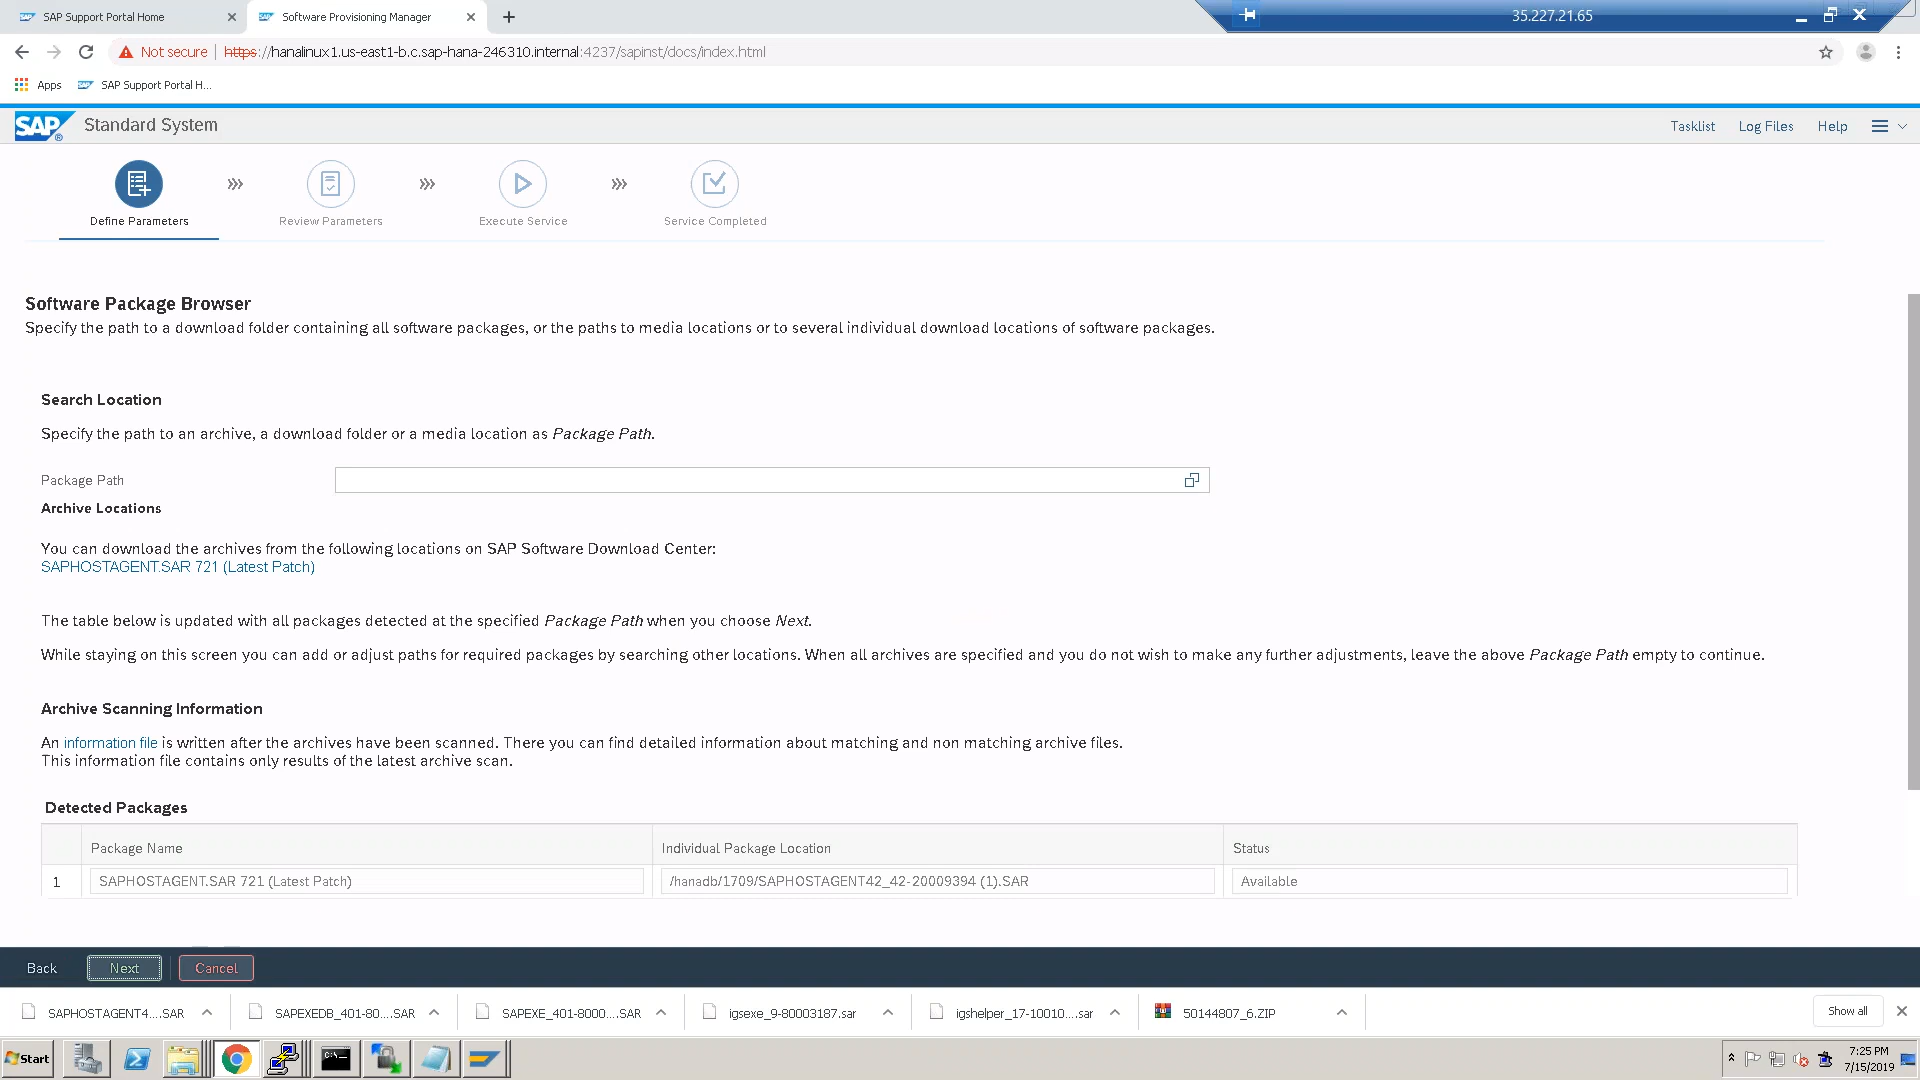 SAP Support Portal Home
Software Provisioning Manager
35.227.21.65
Not secure
https://hanalinux1.us-east1-b.c.sap-hana-246310.internal:4237/sapinst/docs/index.html
Apps
SAP Support Portal H...
SAP Standard System
Tasklist
Log Files
Help
Define Parameters
Review Parameters
Execute Service
Service Completed
Software Package Browser
Specify the path to a download folder containing all software packages, or the paths to media locations or to several individual download locations of software packages.
Search Location
Specify the path to an archive, a download folder or a media location as Package Path.
Package Path
Archive Locations
You can download the archives from the following locations on SAP Software Download Center:
SAPHOSTAGENT.SAR 721 (Latest Patch)
The table below is updated with all packages detected at the specified Package Path when you choose Next.
While staying on this screen you can add or adjust paths for required packages by searching other locations. When all archives are specified and you do not wish to make any further adjustments, leave the above Package Path empty to continue.
Archive Scanning Information
An information file is written after the archives have been scanned. There you can find detailed information about matching and non matching archive files.
This information file contains only results of the latest archive scan.
Detected Packages
Package Name
Individual Package Location
Status
1
SAPHOSTAGENT.SAR 721 (Latest Patch)
/hanadb/1709/SAPHOSTAGENT42_42-20009394 (1).SAR
Available
Back
Next
Cancel
SAPHOSTAGENT4....SAR
SAPEXEDB_401-80....SAR
SAPEXE_401-8000....SAR
igsexe_9-80003187.sar
igshelper_17-10010....sar
50144807_6.ZIP
Show all
Start
7:25 PM
7/15/2019